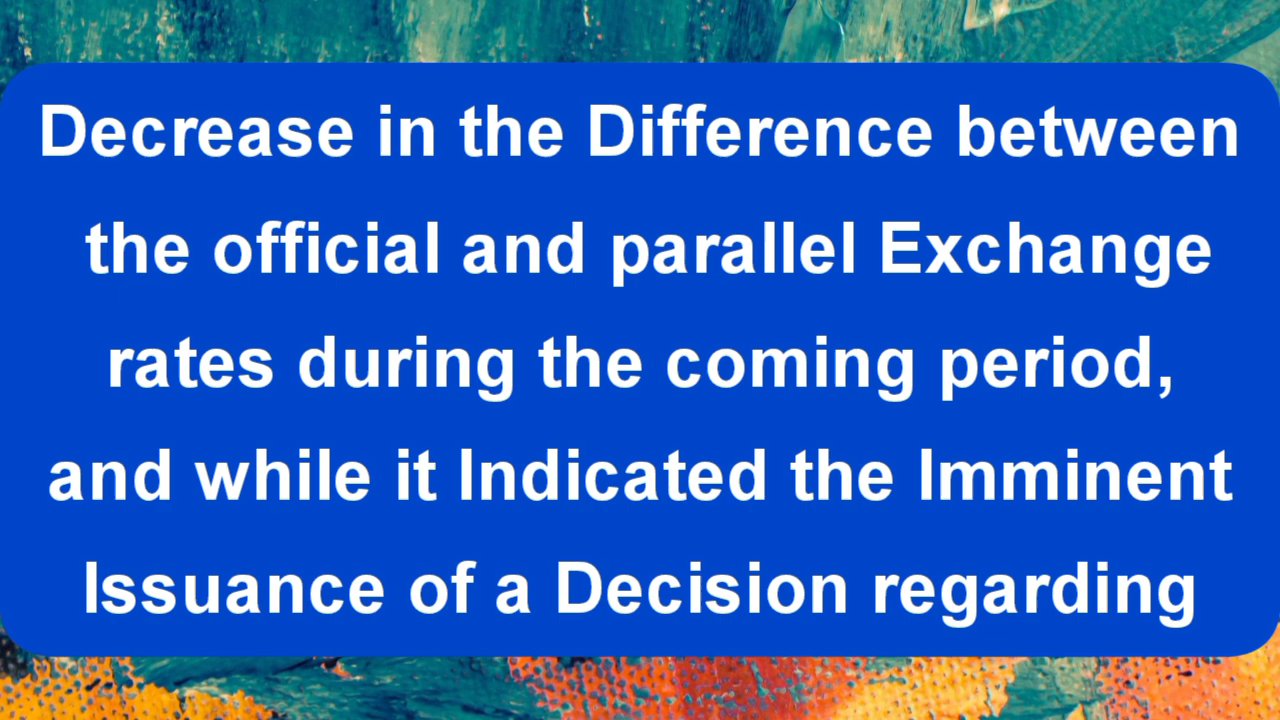 Decrease in the Difference between
the official and parallel Exchange
rates during the coming period,
and while it Indicated the Imminent
Issuance of a Decision regarding